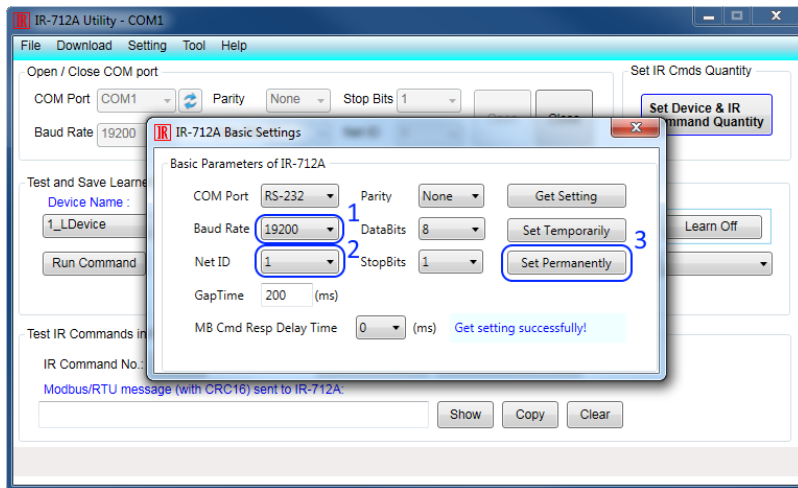 IR-712A Utility - COM1
File Download Setting Tool Help
Open / Close COM port
Set IR Cmds Quantity
COM Port COM1 Parity None Stop Bits 1
Close
Set Device & IR
mmand Quantity
Baud Rate 19200
IR-712A Basic Settings
Basic Parameters of IR-712A
COM Port RS-232 Parity None Get Setting
1
Baud Rate 19200 DataBits 8 Set Temporarily
2
3
Net ID 1 StopBits 1 Set Permanently
GapTime 200 (ms)
MB Cmd Resp Delay Time 0 (ms) Get setting successfully!
Test and Save Learne
Device Name :
1_LDevice
Learn Off
Run Command
Test IR Commands in
IR Command No.:
Modbus/RTU message (with CRC16) sent to IR-712A:
Show Copy Clear